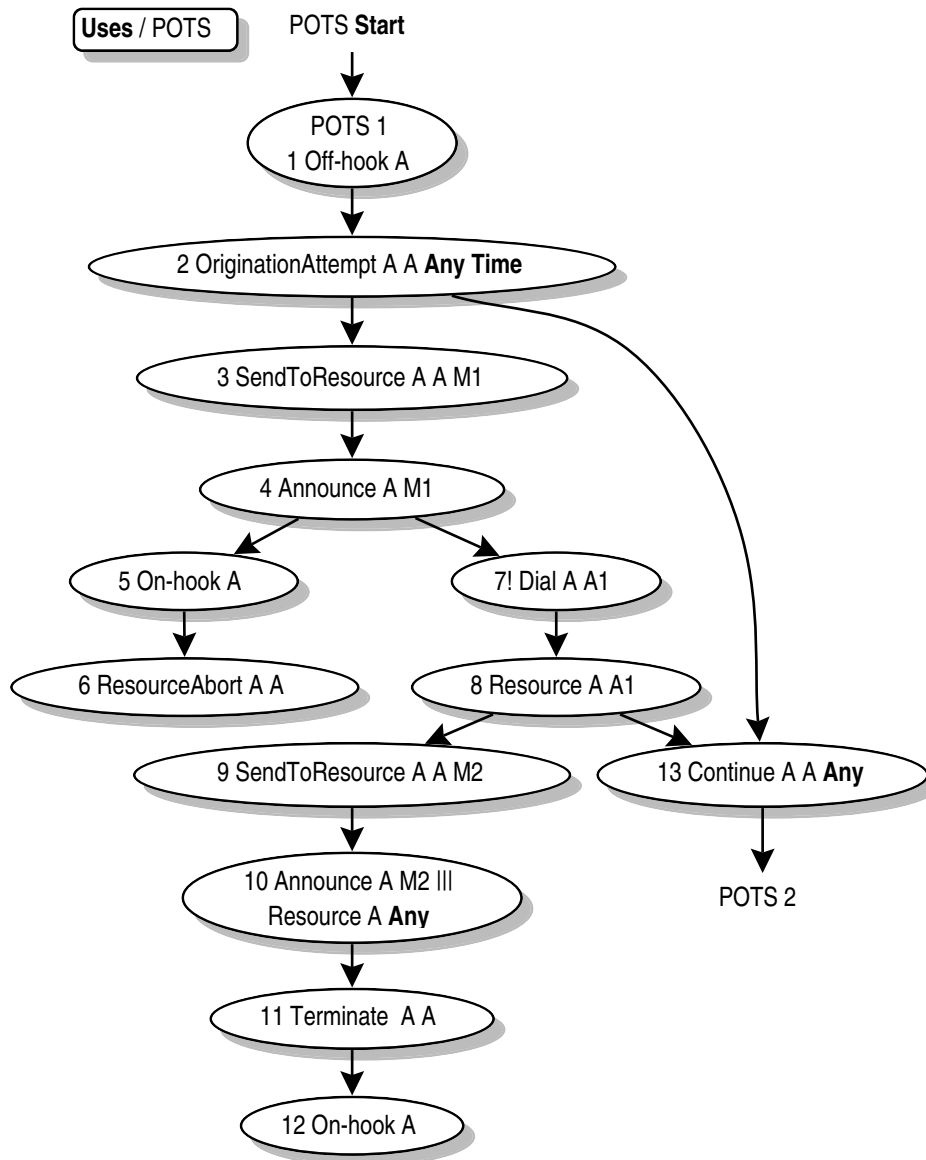 Uses / POTS
POTS Start
POTS 1
1 Off-hook A
2 OriginationAttempt A A Any Time
3 SendToResource A A M1
4 Announce A M1
5 On-hook A
7! Dial A A1
6 ResourceAbort A A
8 Resource A A1
9 SendToResource A A M2
13 Continue A A Any
10 Announce A M2 |||
Resource A Any
POTS 2
11 Terminate A A
12 On-hook A